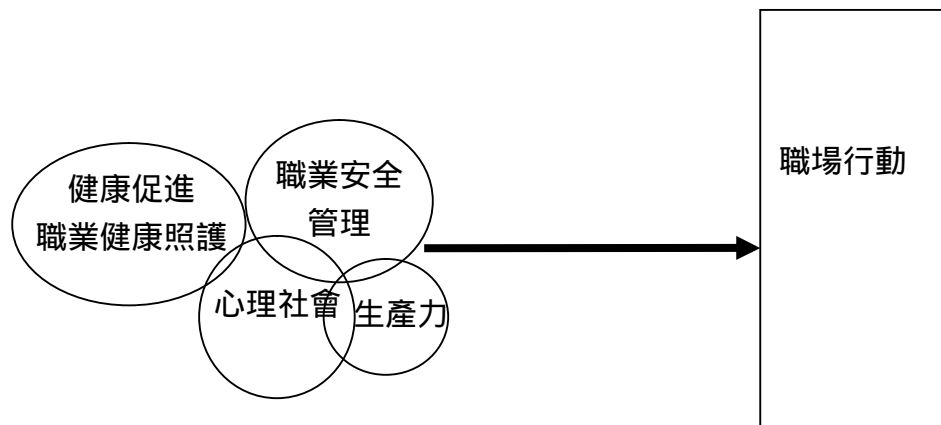 健康促進
職業健康照護
職業安全
管理
心理社會
生產力
職場行動